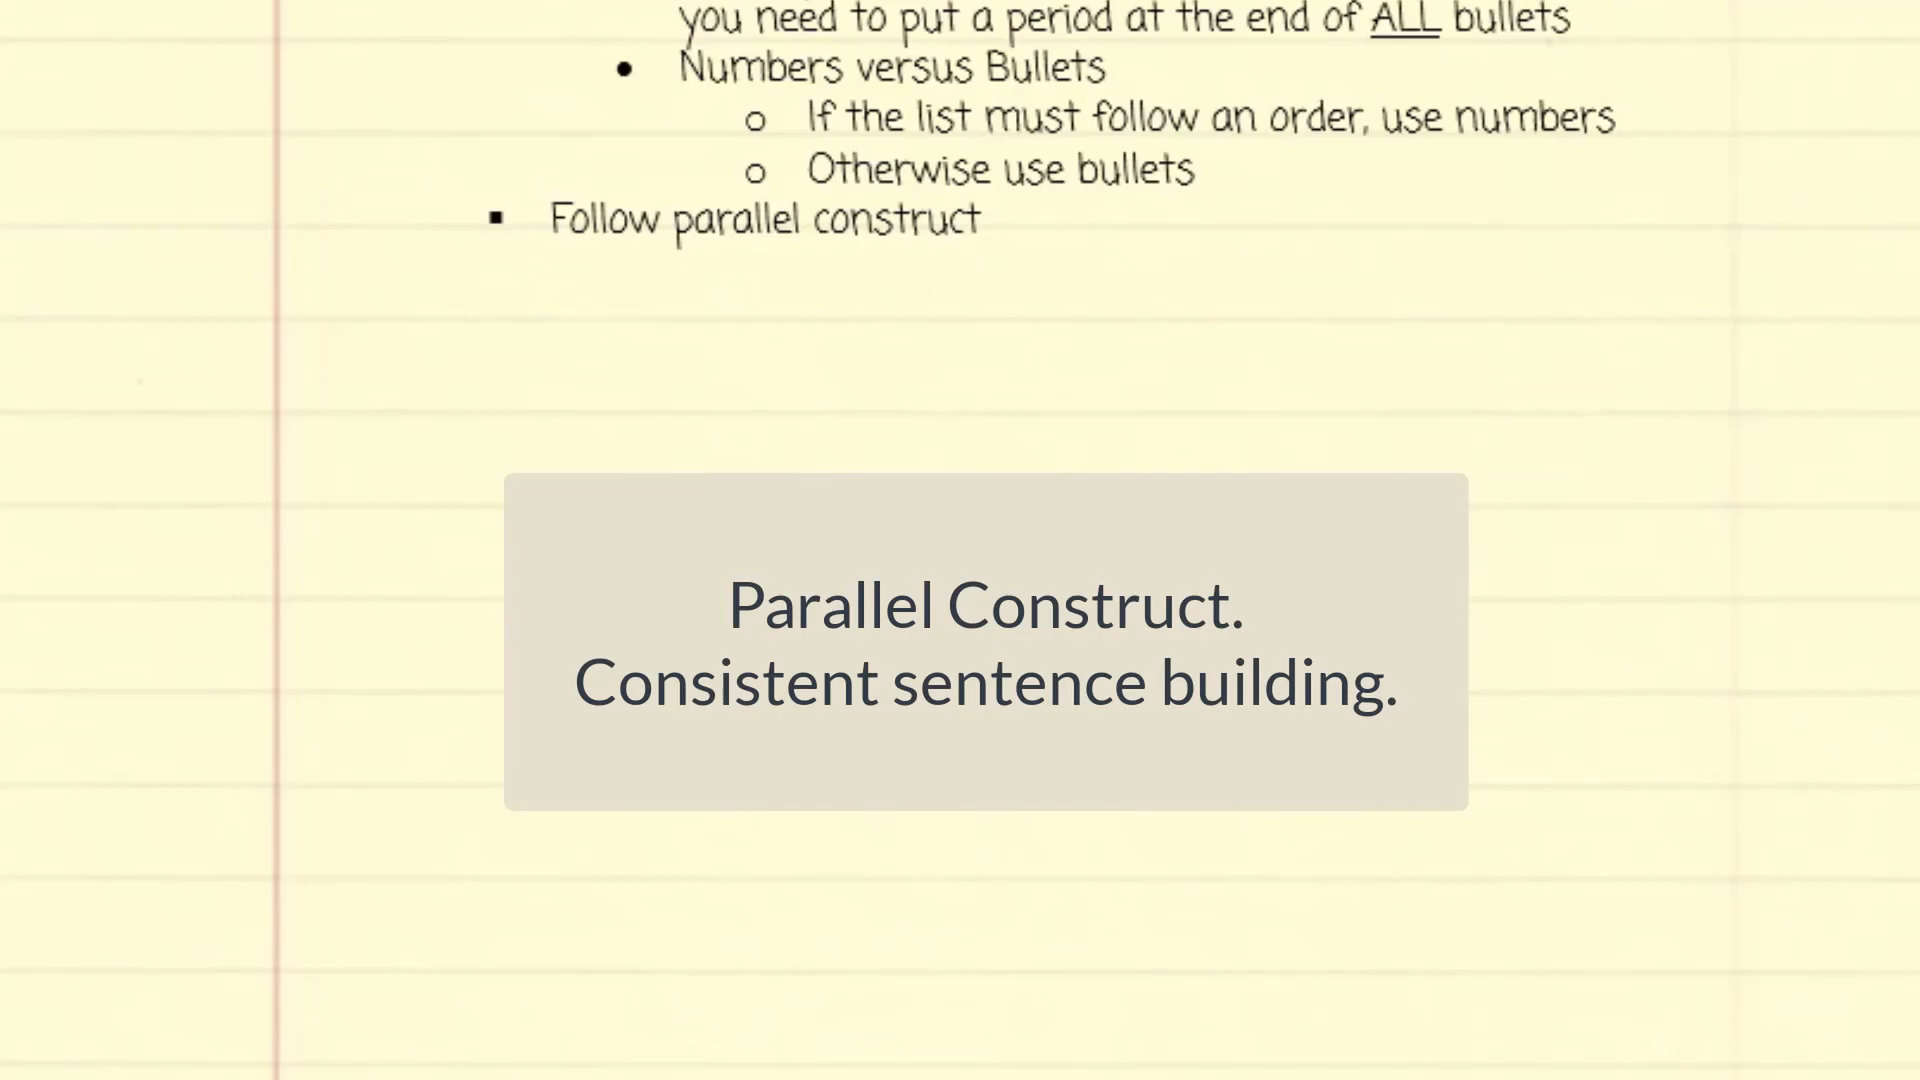 you need to put a period at the end of ALL bullets
• Numbers versus Bullets
o If the list must follow an order, use numbers
o Otherwise use bullets
▪ Follow parallel construct
Parallel Construct.
Consistent sentence building.